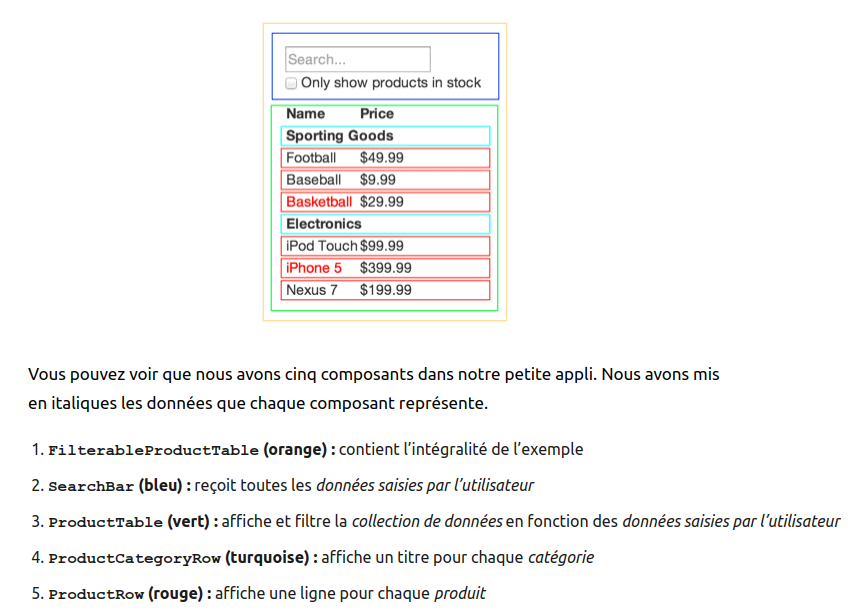 Search...
Only show products in stock
Name Price
Sporting Goods
Football $49.99
Baseball $9.99
Basketball $29.99
Electronics
iPod Touch $99.99
iPhone 5 $399.99
Nexus 7 $199.99
Vous pouvez voir que nous avons cinq composants dans notre petite appli. Nous avons mis
en italiques les données que chaque composant représente.
1. FilterableProductTable (orange) : contient l’intégralité de l’exemple
2. SearchBar (bleu) : reçoit toutes les données saisies par l’utilisateur
3. ProductTable (vert) : affiche et filtre la collection de données en fonction des données saisies par l’utilisateur
4. ProductCategoryRow (turquoise) : affiche un titre pour chaque catégorie
5. ProductRow (rouge) : affiche une ligne pour chaque produit